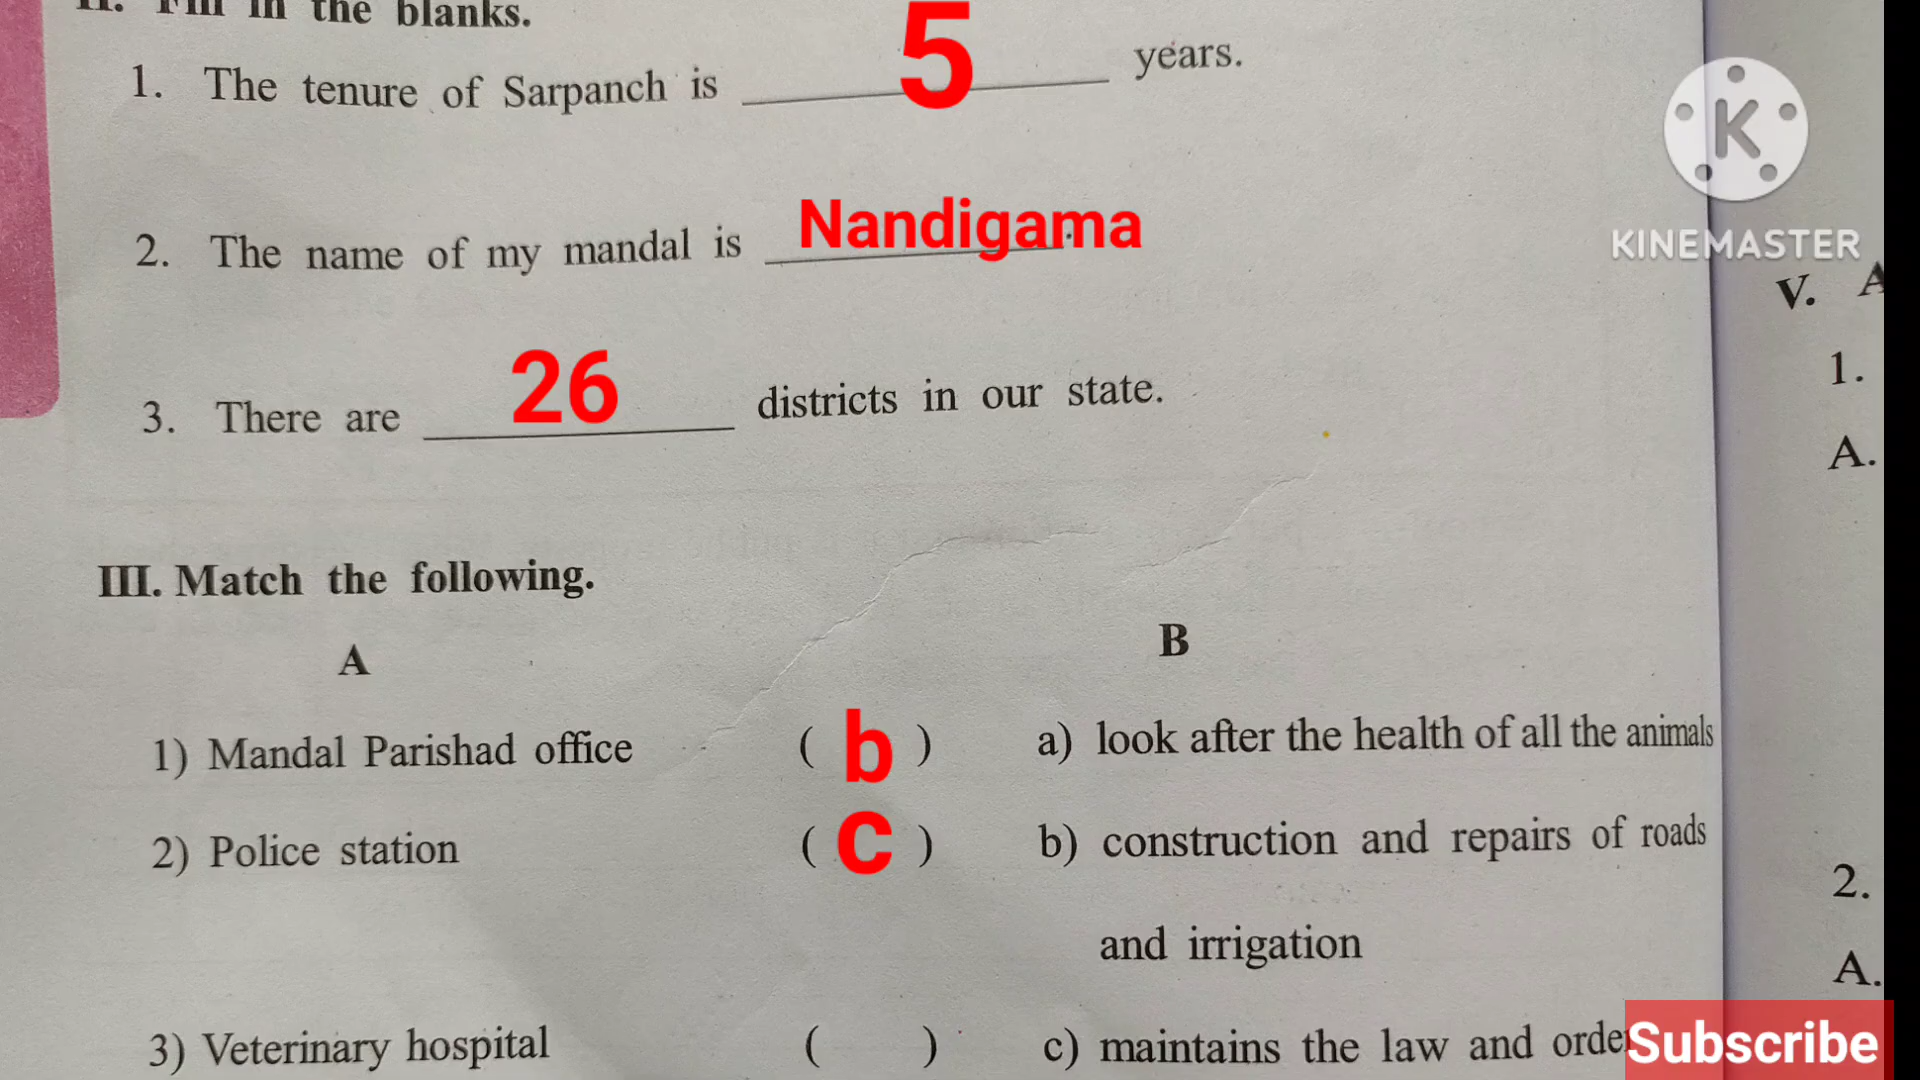 II. Fill in the blanks.
1. The tenure of Sarpanch is 5 years.
2. The name of my mandal is Nandigama.
3. There are 26 districts in our state.
III. Match the following.
A B
1) Mandal Parishad office ( b ) a) look after the health of all the animals
2) Police station ( c ) b) construction and repairs of roads
and irrigation
3) Veterinary hospital ( ) c) maintains the law and order
K
KINEMASTER
V. A
1.
A.
2.
A.
Subscribe